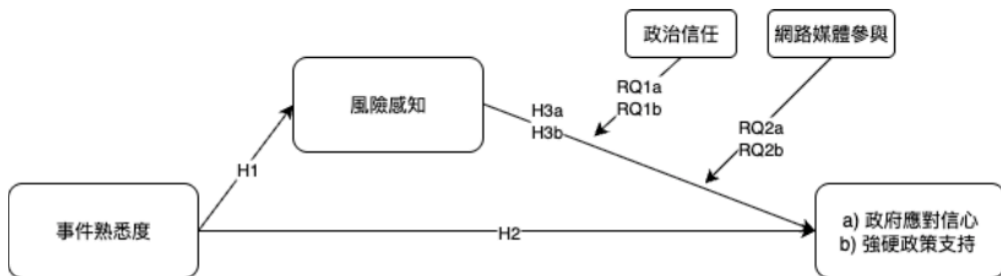 政治信任
網路媒體參與
風險感知
RQ1a
RQ1b
H3a
H3b
RQ2a
RQ2b
H1
事件熟悉度
H2
a) 政府應對信心
b) 強硬政策支持